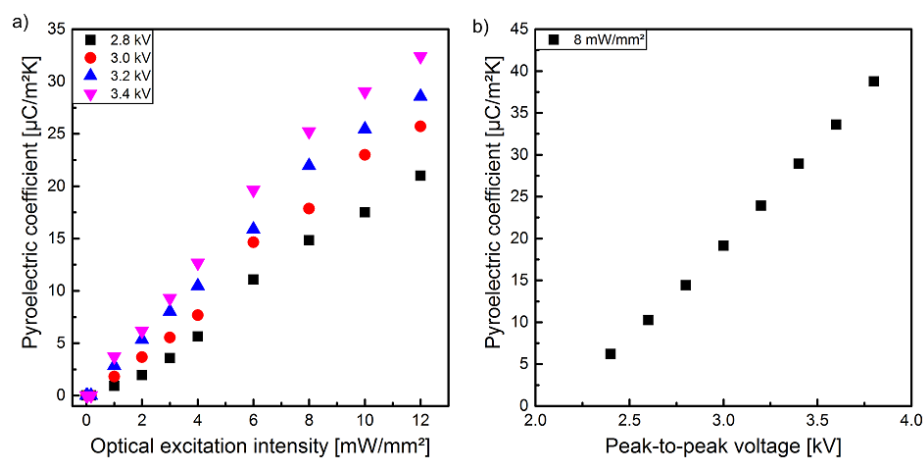 a)
35
30
25
20
15
10
5
0
Pyroelectric coefficient [µC/m²K]
2.8 kV
3.0 kV
3.2 kV
3.4 kV
0 2 4 6 8 10 12
Optical excitation intensity [mW/mm²]
b)
45
40
35
30
25
20
15
10
5
0
Pyroelectric coefficient [µC/m²K]
8 mW/mm²
2.0 2.5 3.0 3.5 4.0
Peak-to-peak voltage [kV]